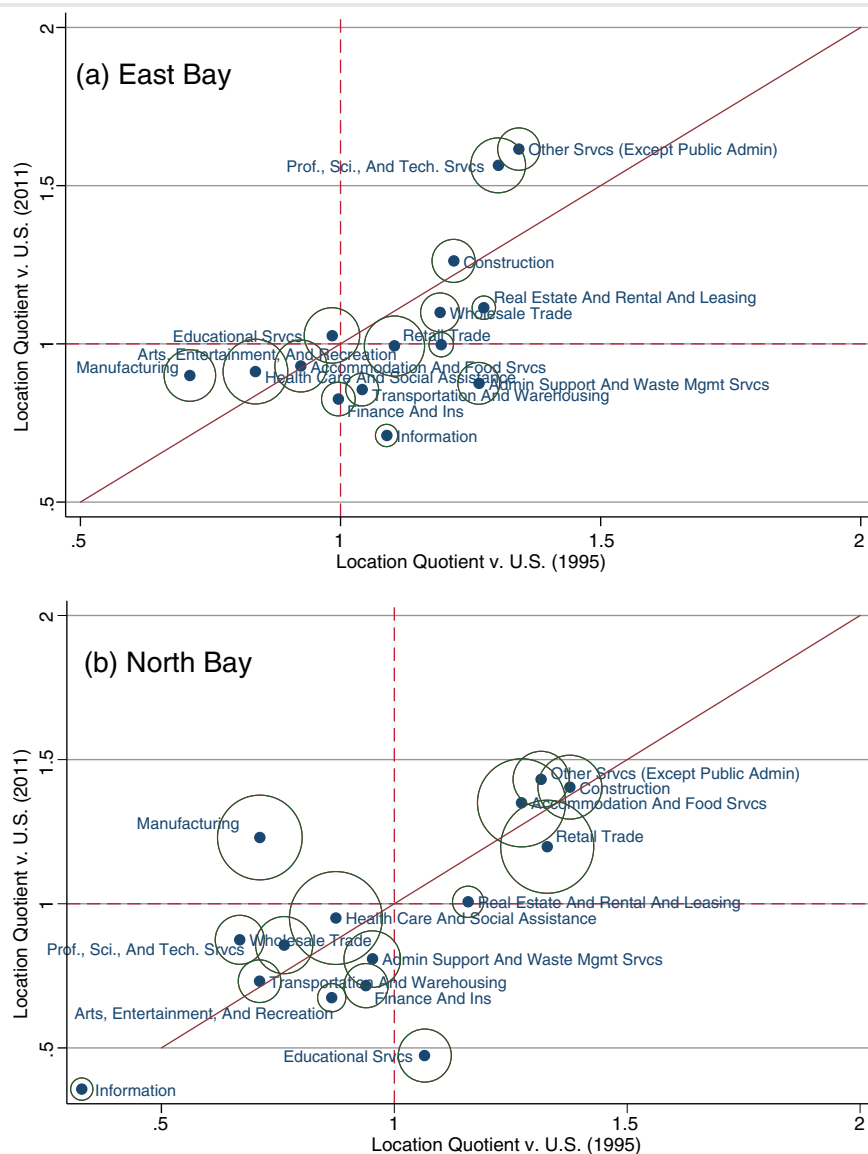 (a) East Bay
Location Quotient v. U.S. (2011)
2
1.5
1
.5
Other Srvcs (Except Public Admin)
Prof., Sci., And Tech. Srvcs
Construction
Real Estate And Rental And Leasing
Wholesale Trade
Educational Srvcs
Retail Trade
Arts, Entertainment, And Recreation
Manufacturing
Accommodation And Food Srvcs
Health Care And Social Assistance
Admin Support And Waste Mgmt Srvcs
Transportation And Warehousing
Finance And Ins
Information
.5
1
1.5
2
Location Quotient v. U.S. (1995)
(b) North Bay
Location Quotient v. U.S. (2011)
2
1.5
1
.5
Other Srvcs (Except Public Admin)
Construction
Accommodation And Food Srvcs
Manufacturing
Retail Trade
Real Estate And Rental And Leasing
Health Care And Social Assistance
Wholesale Trade
Prof., Sci., And Tech. Srvcs
Admin Support And Waste Mgmt Srvcs
Transportation And Warehousing
Finance And Ins
Arts, Entertainment, And Recreation
Educational Srvcs
Information
.5
1
1.5
2
Location Quotient v. U.S. (1995)